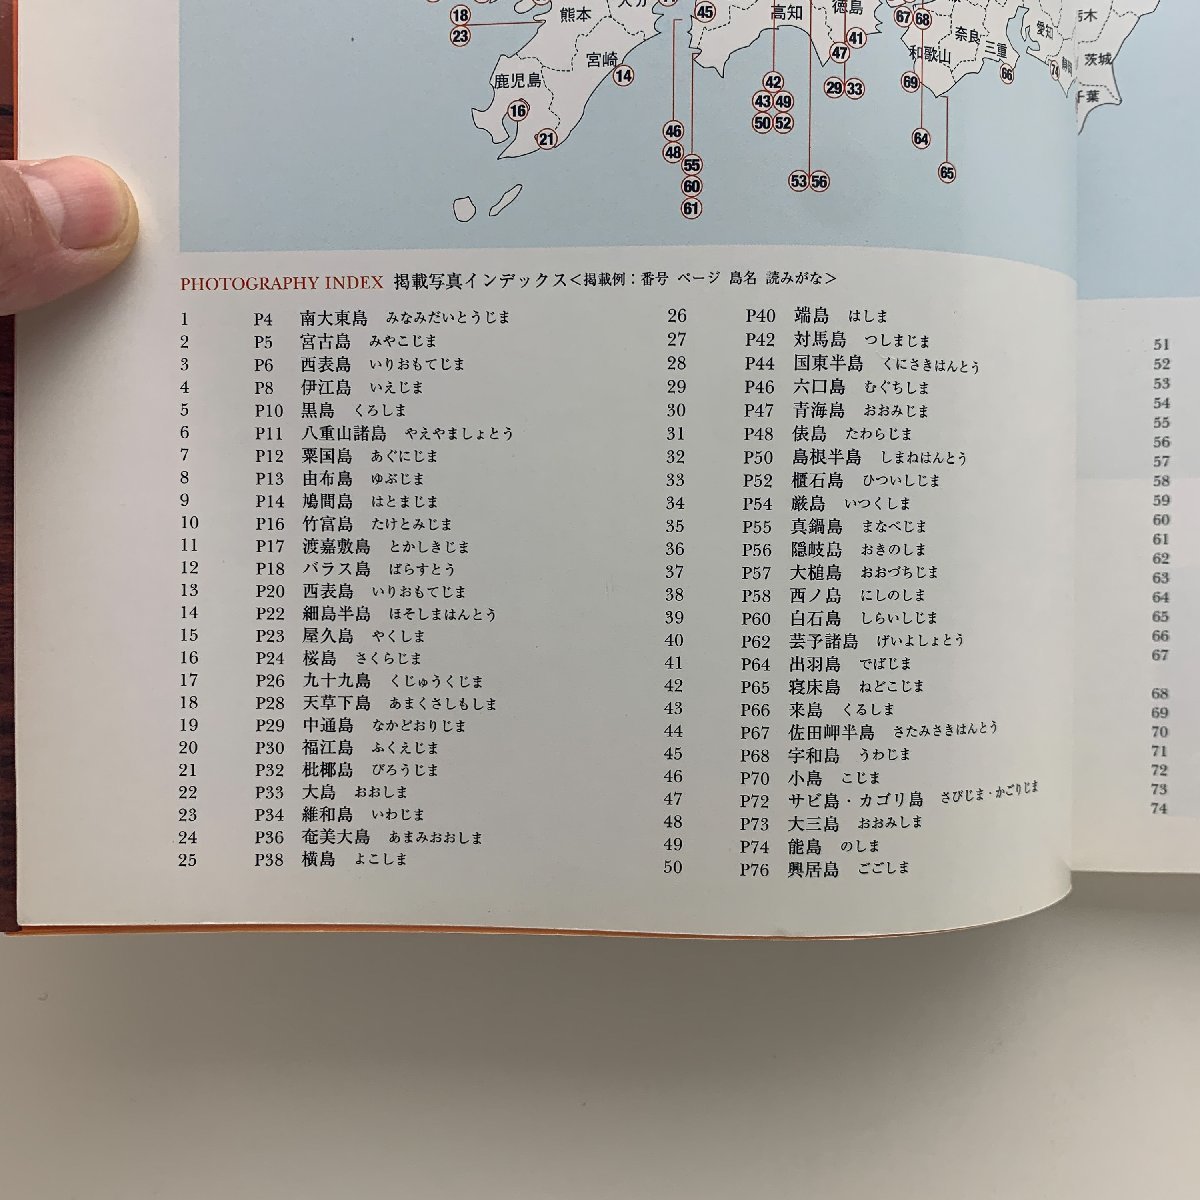 18
23
熊本
宮崎
14
鹿児島
16
21
46
48
55
60
61
45
高知
徳島
41
47
42
43 49
50 52
29 33
53 56
67 68
奈良
三重
和歌山
69
66
64
65
愛知
74
栃木
茨城
千葉
PHOTOGRAPHY INDEX 掲載写真インデックス＜掲載例：番号 ページ 島名 読みがな＞
1 P4 南大東島 みなみだいとうじま
2 P5 宮古島 みやこじま
3 P6 西表島 いりおもてじま
4 P8 伊江島 いえじま
5 P10 黒島 くろしま
6 P11 八重山諸島 やえやましょとう
7 P12 粟国島 あぐにじま
8 P13 由布島 ゆぶじま
9 P14 鳩間島 はとまじま
10 P16 竹富島 たけとみじま
11 P17 渡嘉敷島 とかしきじま
12 P18 バラス島 ばらすとう
13 P20 西表島 いりおもてじま
14 P22 細島半島 ほそしまはんとう
15 P23 屋久島 やくしま
16 P24 桜島 さくらじま
17 P26 九十九島 くじゅうくじま
18 P28 天草下島 あまくさしもしま
19 P29 中通島 なかどおりじま
20 P30 福江島 ふくえじま
21 P32 枇榔島 びろうじま
22 P33 大島 おおしま
23 P34 維和島 いわじま
24 P36 奄美大島 あまみおおしま
25 P38 横島 よこしま
26 P40 端島 はしま
27 P42 対馬島 つしまじま
28 P44 国東半島 くにさきはんとう
29 P46 六口島 むぐちしま
30 P47 青海島 おおみじま
31 P48 俵島 たわらじま
32 P50 島根半島 しまねはんとう
33 P52 櫃石島 ひついしじま
34 P54 厳島 いつくしま
35 P55 真鍋島 まなべじま
36 P56 隠岐島 おきのしま
37 P57 大槌島 おおづちじま
38 P58 西ノ島 にしのしま
39 P60 白石島 しらいしじま
40 P62 芸予諸島 げいよしょとう
41 P64 出羽島 でばじま
42 P65 寝床島 ねどこじま
43 P66 来島 くるしま
44 P67 佐田岬半島 さたみさきはんとう
45 P68 宇和島 うわじま
46 P70 小島 こじま
47 P72 サビ島・カゴリ島 さびじま・かごりじま
48 P73 大三島 おおみしま
49 P74 能島 のしま
50 P76 興居島 ごごしま
51
52
53
54
55
56
57
58
59
60
61
62
63
64
65
66
67
68
69
70
71
72
73
74